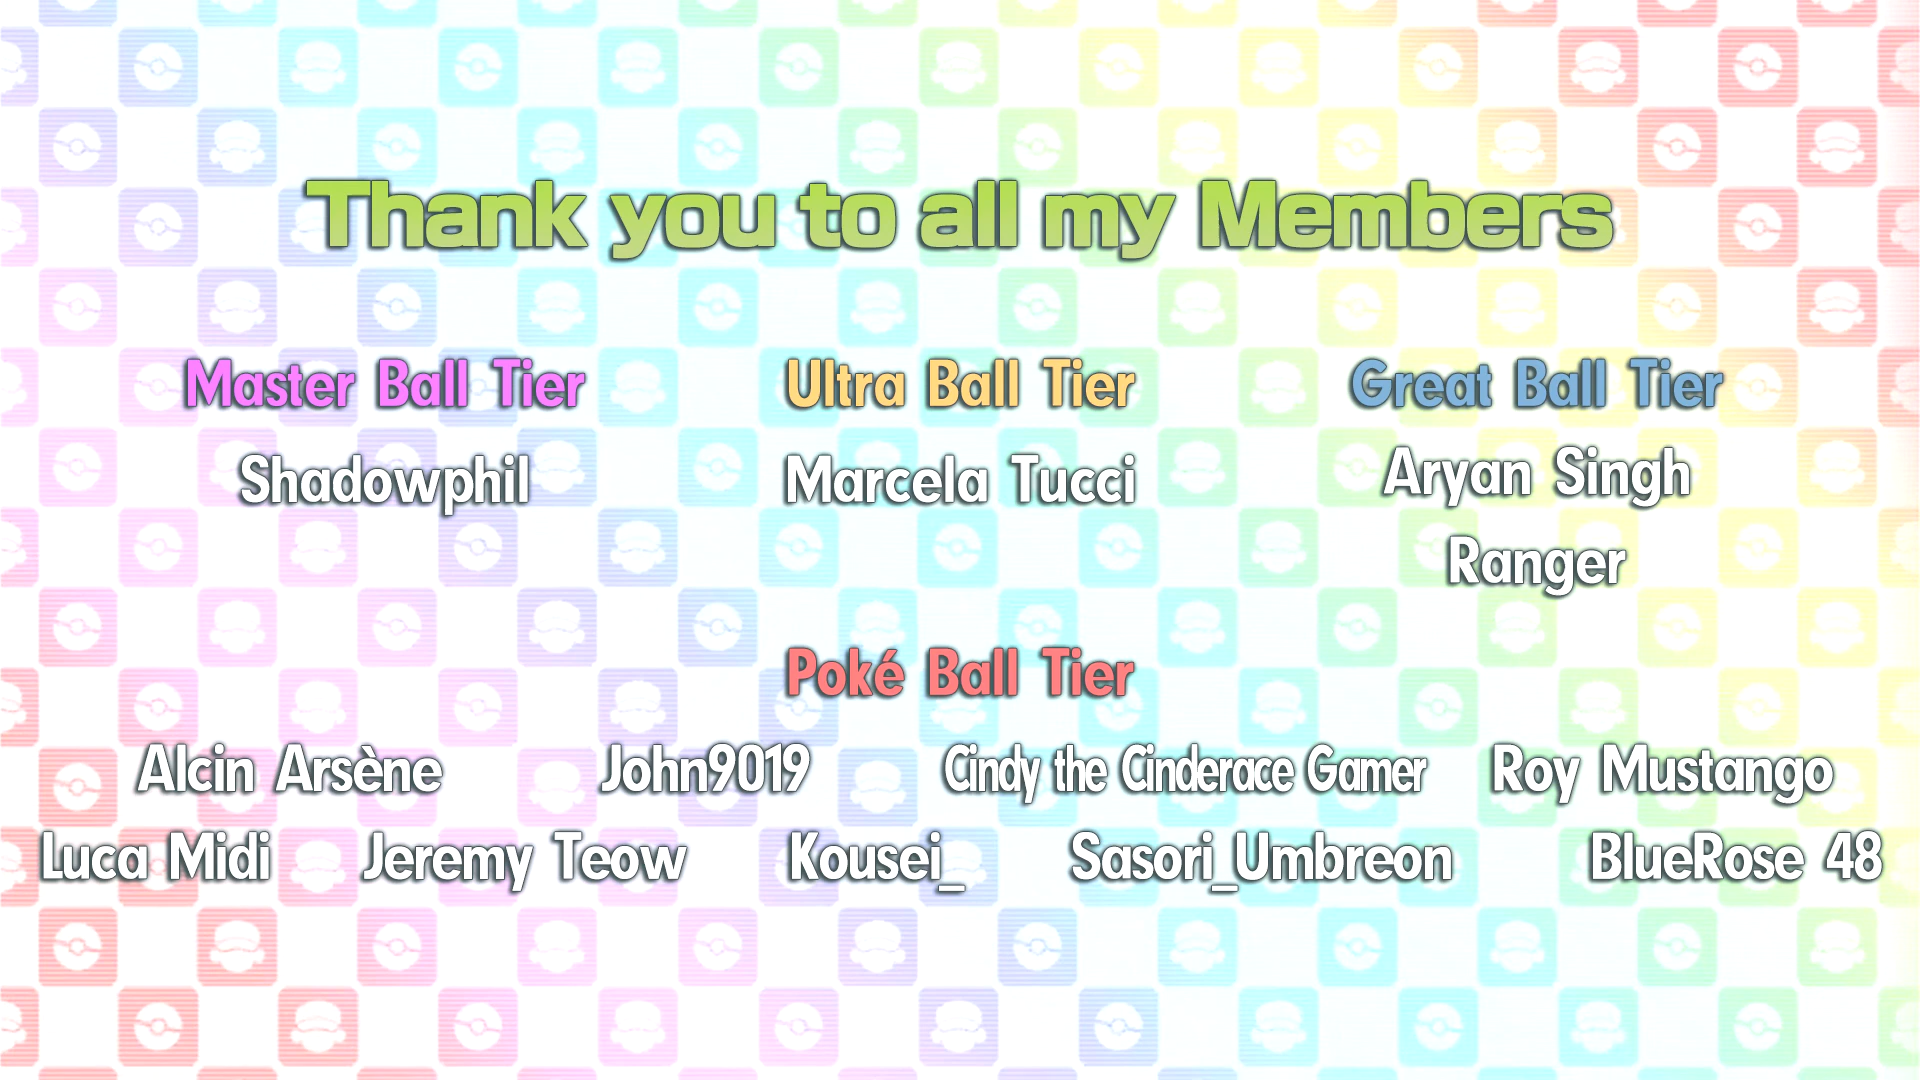 Thank you to all my Members
Master Ball Tier
Shadowphil
Ultra Ball Tier
Marcela Tucci
Great Ball Tier
Aryan Singh
Ranger
Poké Ball Tier
Alcin Arsène John9019 Cindy the Cinderace Gamer Roy Mustango
Luca Midi Jeremy Teow Kousei_ Sasori_Umbreon BlueRose 48